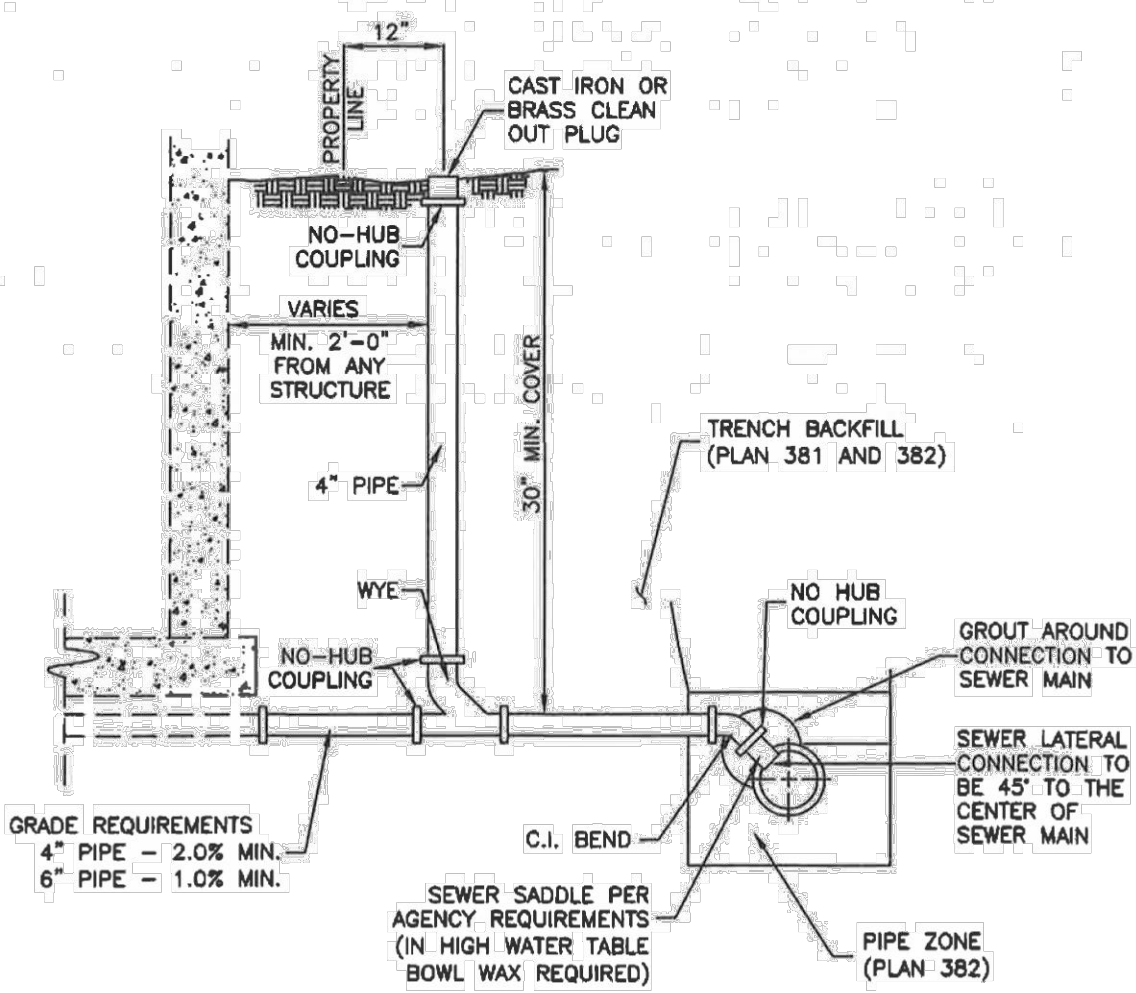 12"
PROPERTY
LINE
CAST IRON OR
BRASS CLEAN
OUT PLUG
NO-HUB
COUPLING
VARIES
MIN. 2'-0"
FROM ANY
STRUCTURE
30" MIN. COVER
TRENCH BACKFILL
(PLAN 381 AND 382)
4" PIPE
WYE
NO HUB
COUPLING
GROUT AROUND
CONNECTION TO
SEWER MAIN
NO-HUB
COUPLING
SEWER LATERAL
CONNECTION TO
BE 45° TO THE
CENTER OF
SEWER MAIN
GRADE REQUIREMENTS
4" PIPE - 2.0% MIN.
6" PIPE - 1.0% MIN.
C.I. BEND
SEWER SADDLE PER
AGENCY REQUIREMENTS
(IN HIGH WATER TABLE
BOWL WAX REQUIRED)
PIPE ZONE
(PLAN 382)